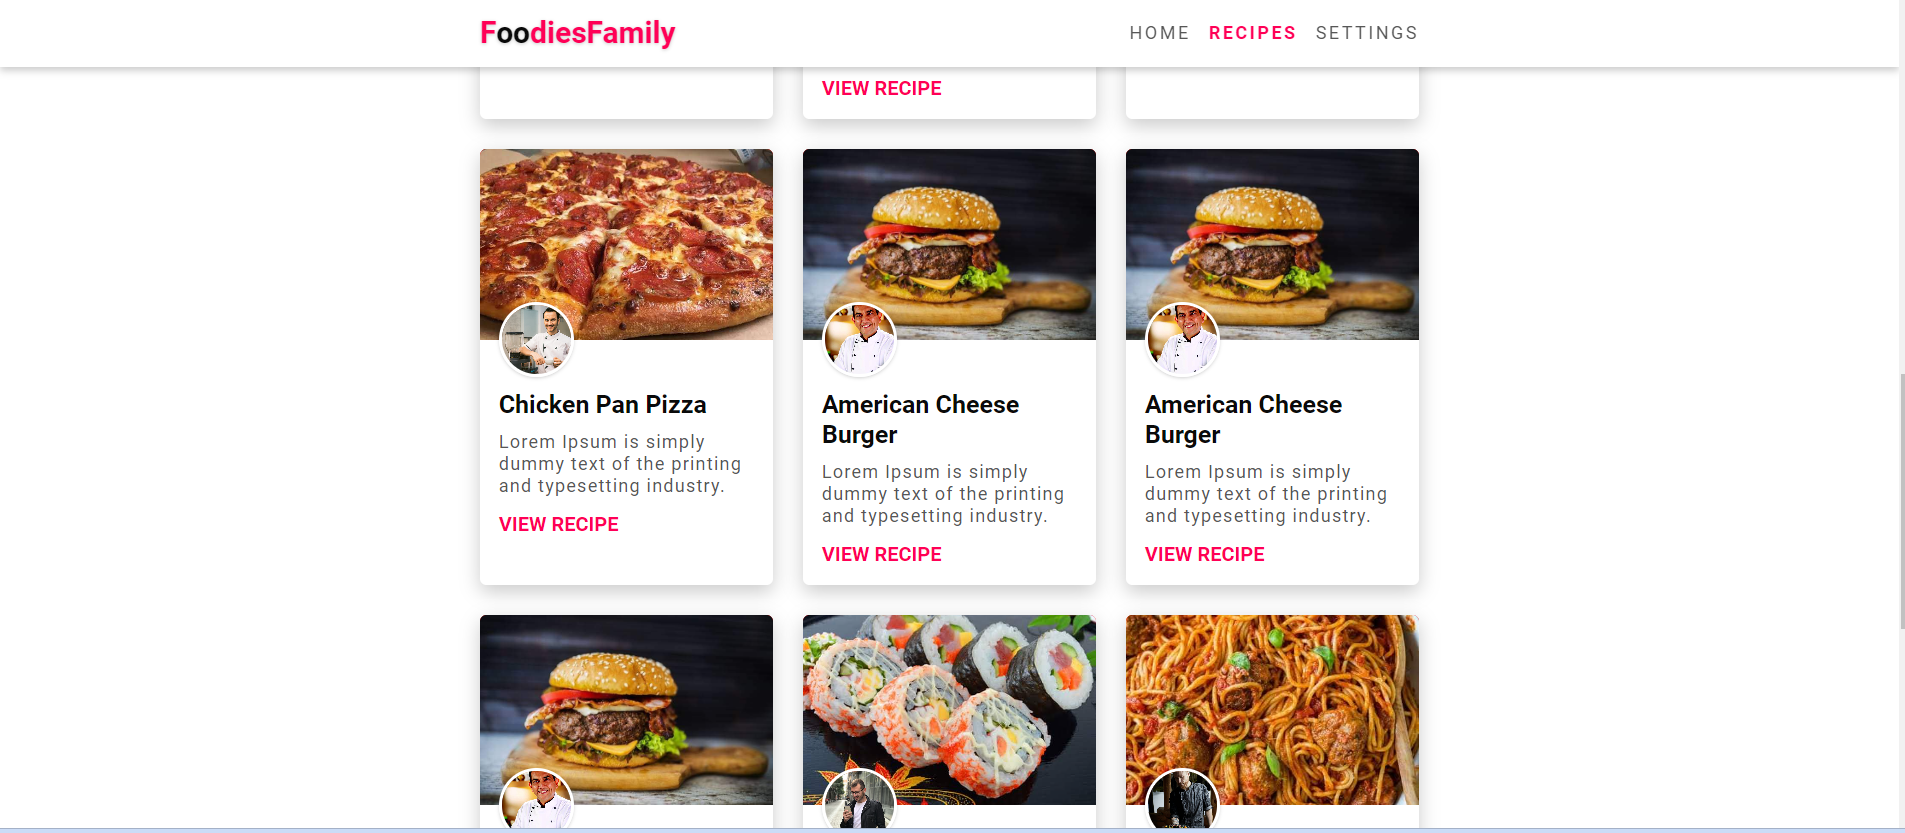 FoodiesFamily
HOME RECIPES SETTINGS
VIEW RECIPE
Chicken Pan Pizza
Lorem Ipsum is simply
dummy text of the printing
and typesetting industry.
VIEW RECIPE
American Cheese
Burger
Lorem Ipsum is simply
dummy text of the printing
and typesetting industry.
VIEW RECIPE
American Cheese
Burger
Lorem Ipsum is simply
dummy text of the printing
and typesetting industry.
VIEW RECIPE